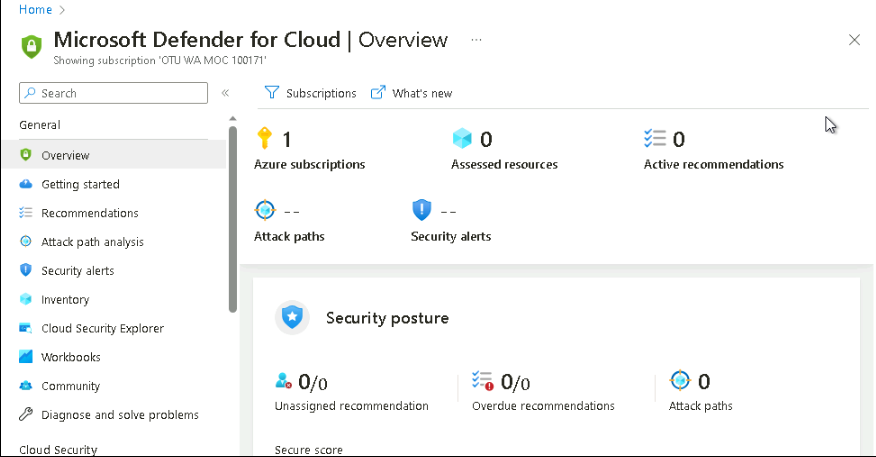 Home >
Microsoft Defender for Cloud | Overview ...
Showing subscription 'OTU WA MOC 100171'
Search «
Subscriptions What's new
General
Overview
Getting started
Recommendations
Attack path analysis
Security alerts
Inventory
Cloud Security Explorer
Workbooks
Community
Diagnose and solve problems
Cloud Security
1
Azure subscriptions
0
Assessed resources
0
Active recommendations
--
Attack paths
--
Security alerts
Security posture
0/0
Unassigned recommendation
0/0
Overdue recommendations
0
Attack paths
Secure score